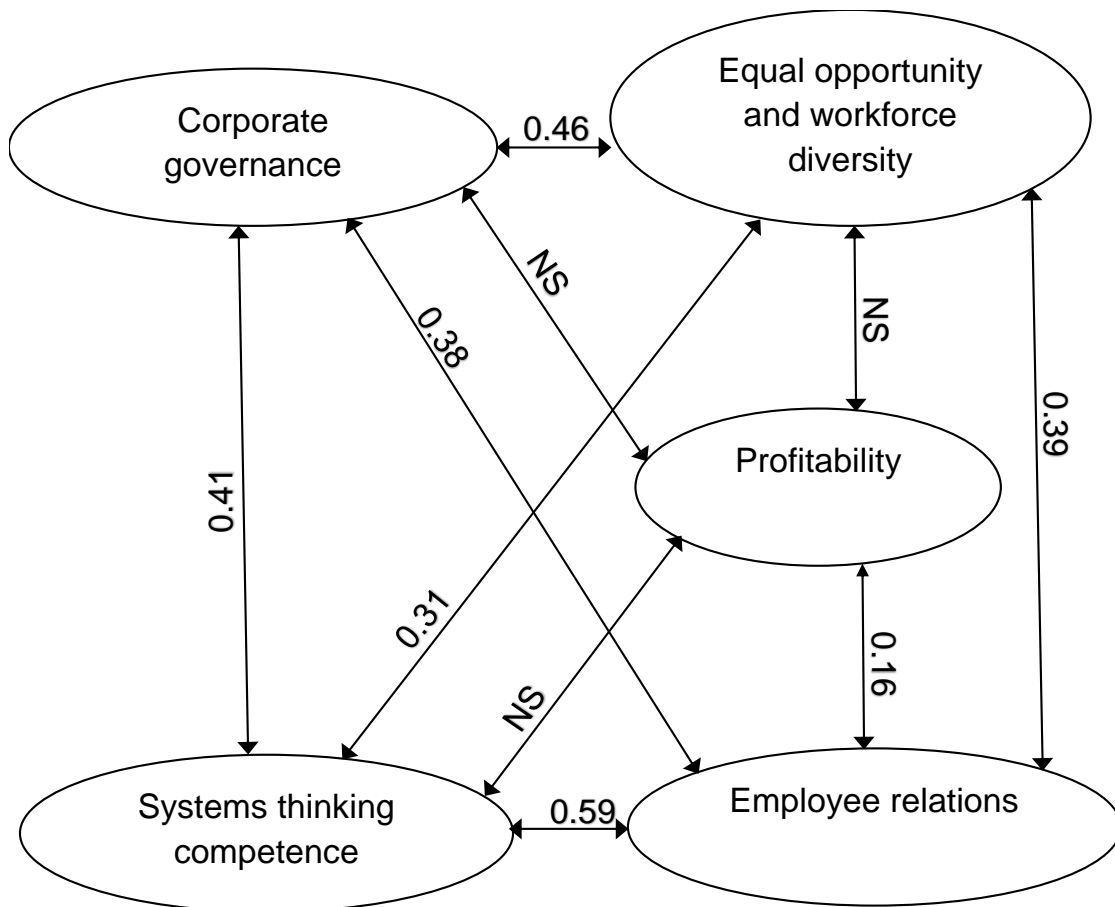 Equal opportunity
and workforce
diversity
Corporate
governance
0.46
NS
NS
0.38
0.39
Profitability
0.41
0.31
0.16
NS
Systems thinking
competence
0.59
Employee relations